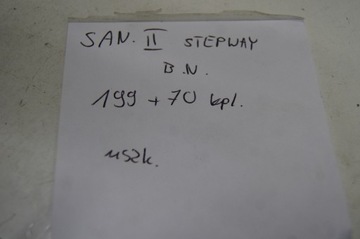 SAN. II STEPWAY
B.N.
199 + 70 kpl.
uszk.